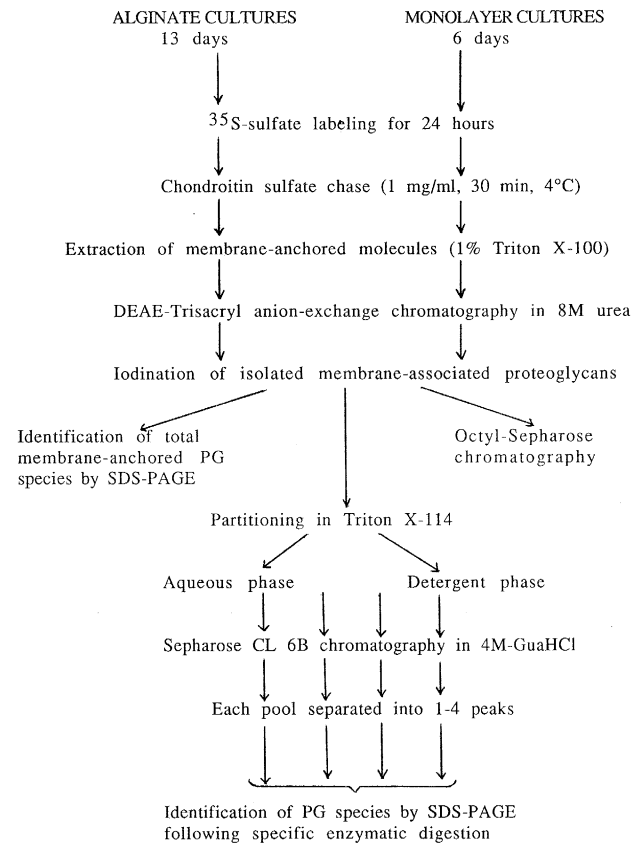 ALGINATE CULTURES
13 days
MONOLAYER CULTURES
6 days
35S-sulfate labeling for 24 hours
Chondroitin sulfate chase (1 mg/ml, 30 min, 4°C)
Extraction of membrane-anchored molecules (1% Triton X-100)
DEAE-Trisacryl anion-exchange chromatography in 8M urea
Iodination of isolated membrane-associated proteoglycans
Identification of total
membrane-anchored PG
species by SDS-PAGE
Octyl-Sepharose
chromatography
Partitioning in Triton X-114
Aqueous phase
Detergent phase
Sepharose CL 6B chromatography in 4M-GuaHCl
Each pool separated into 1-4 peaks
Identification of PG species by SDS-PAGE
following specific enzymatic digestion